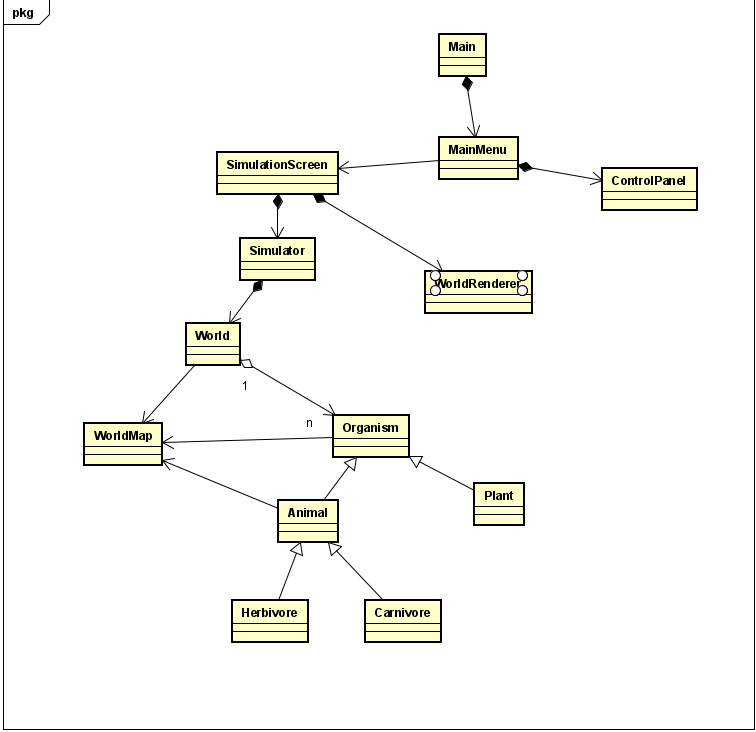 pkg
Main
MainMenu
SimulationScreen
ControlPanel
Simulator
WorldRenderer
World
1
n
Organism
WorldMap
Plant
Animal
Herbivore
Carnivore